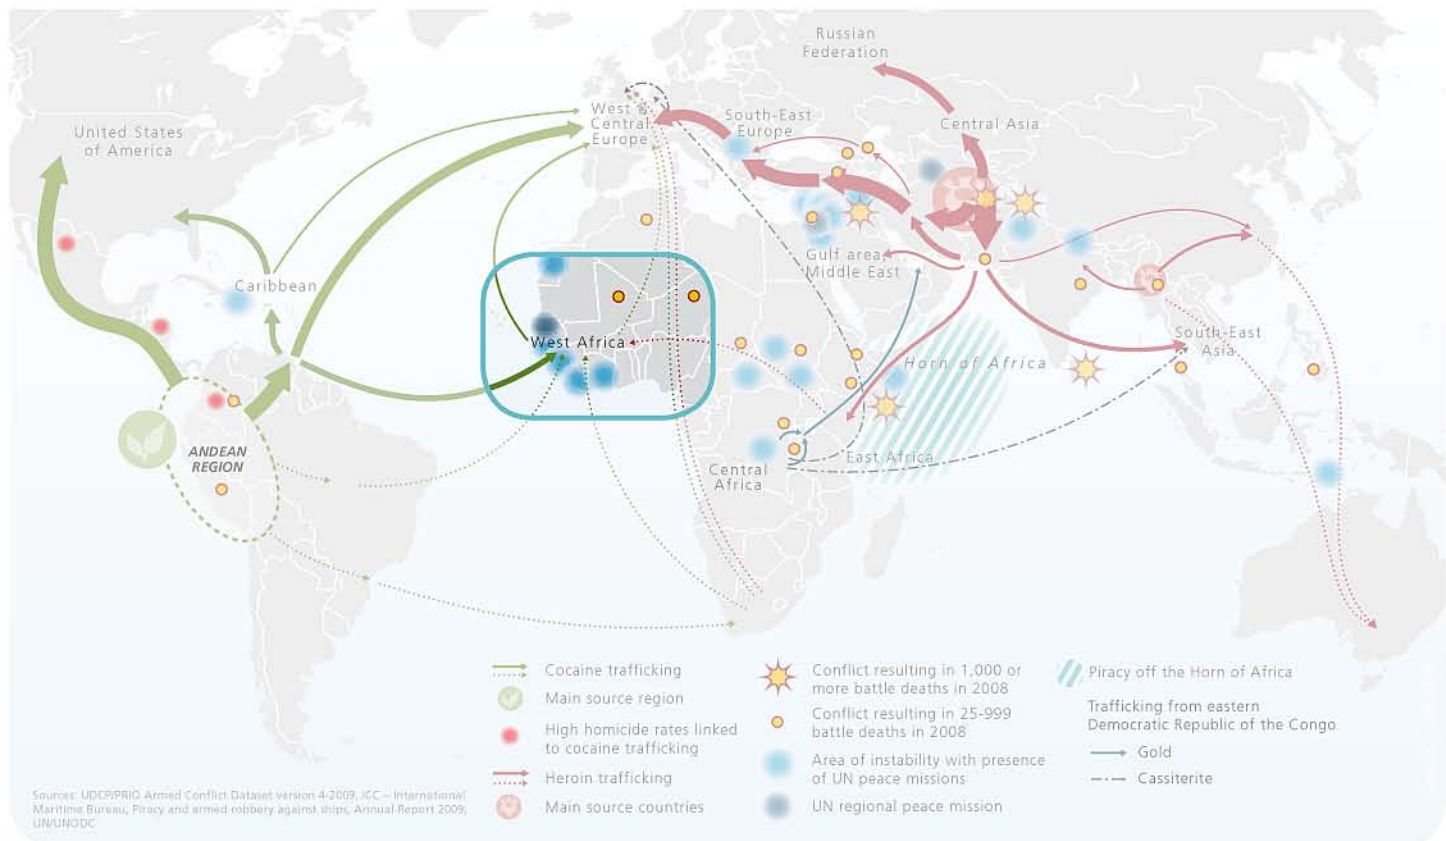 Russian
Federation
West &
Central
Europe
South-East
Europe
Central Asia
United States
of America
Gulf area,
Middle East
Caribbean
West Africa
South-East
Asia
Horn of Africa
ANDEAN
REGION
East Africa
Central
Africa
Cocaine trafficking
Main source region
High homicide rates linked
to cocaine trafficking
Heroin trafficking
Main source countries
Conflict resulting in 1,000 or
more battle deaths in 2008
Conflict resulting in 25-999
battle deaths in 2008
Area of instability with presence
of UN peace missions
UN regional peace mission
Piracy off the Horn of Africa
Trafficking from eastern
Democratic Republic of the Congo
Gold
Cassiterite
Sources: UDCP/PRIO Armed Conflict Dataset version 4-2009, ICC – International
Maritime Bureau, Piracy and armed robbery against ships, Annual Report 2009,
UN/UNODC